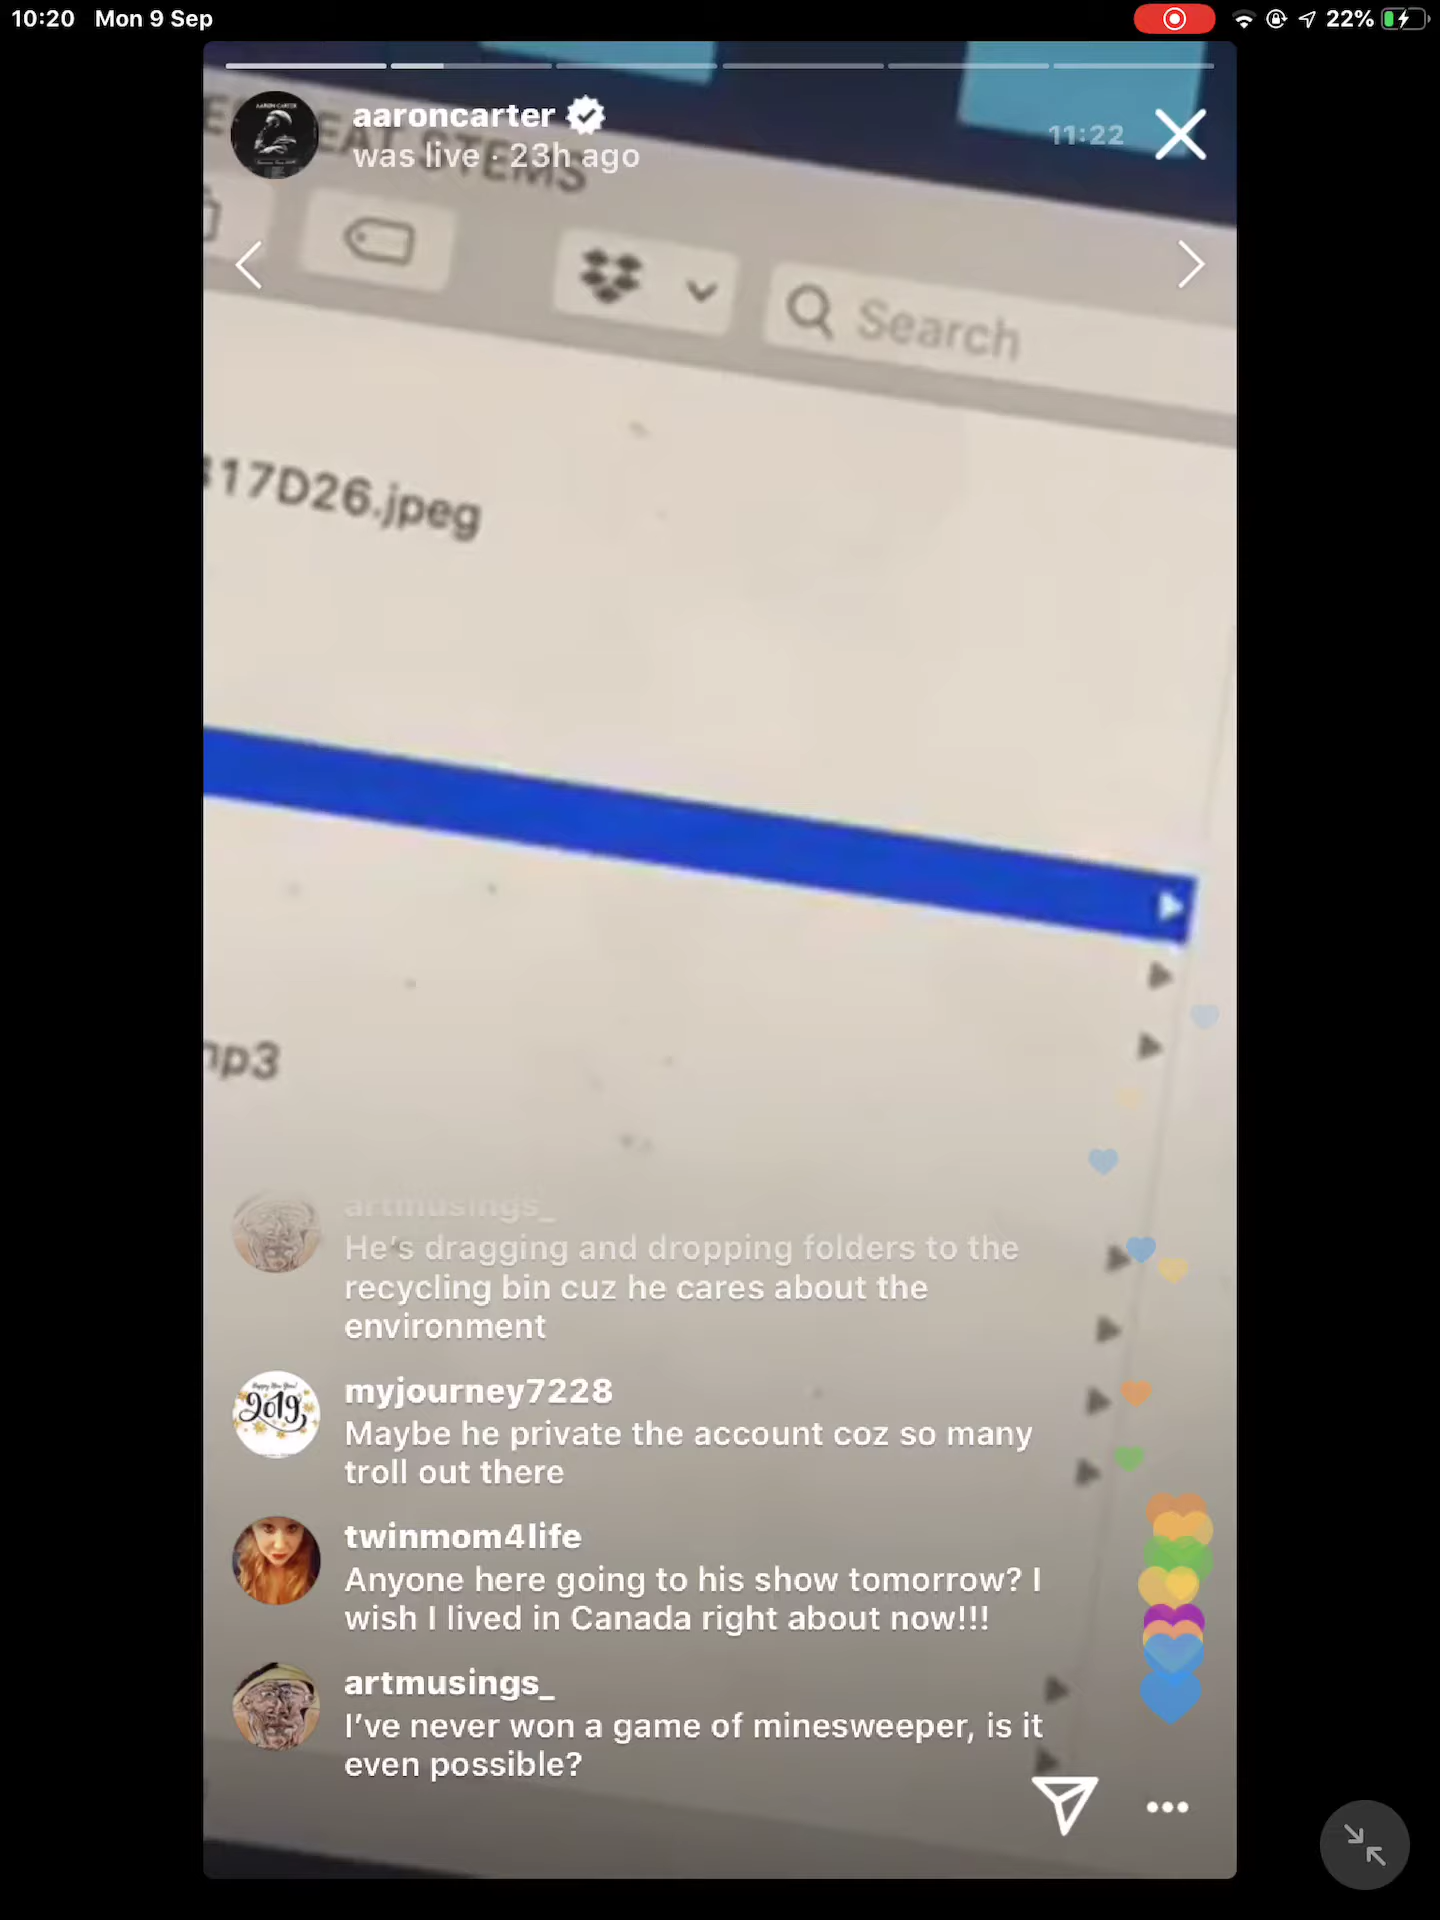 10:20 Mon 9 Sep
22%
aaroncarter
11:22
was live · 23h ago
Search
17D26.jpeg
artmusings_
He's dragging and dropping folders to the
recycling bin cuz he cares about the
environment
2019
myjourney7228
Maybe he private the account coz so many
troll out there
twinmom4life
Anyone here going to his show tomorrow? I
wish I lived in Canada right about now!!!
artmusings_
I've never won a game of minesweeper, is it
even possible?